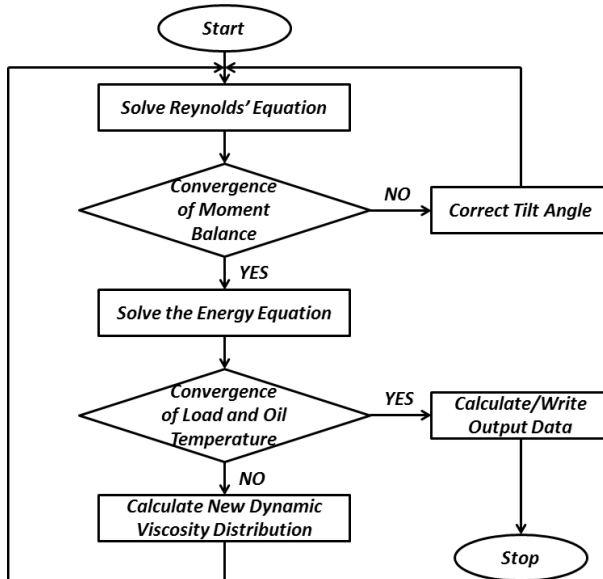 Start
Solve Reynolds' Equation
Convergence
of Moment
Balance
NO
Correct Tilt Angle
YES
Solve the Energy Equation
Convergence
of Load and Oil
Temperature
YES
Calculate/Write
Output Data
NO
Calculate New Dynamic
Viscosity Distribution
Stop